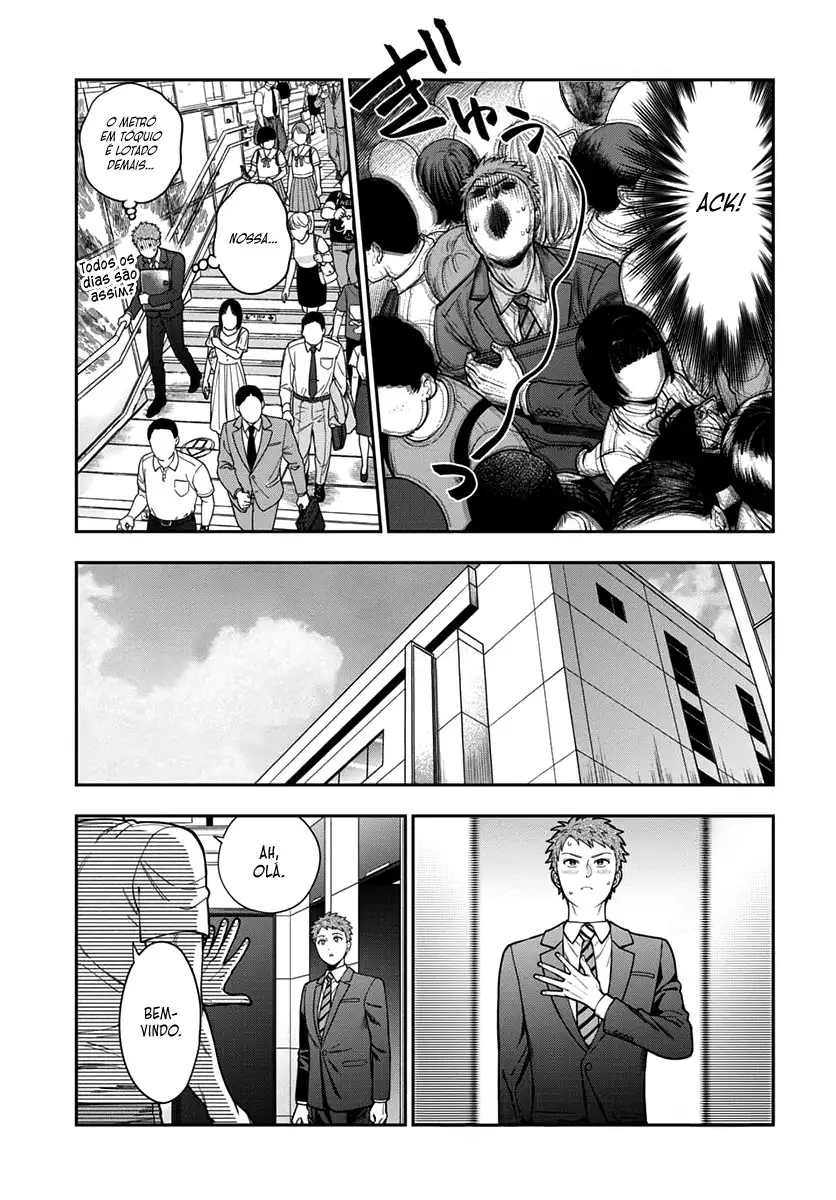 ぎゅうっ
ACK!
O METRÔ
EM TÓQUIO
É LOTADO
DEMAIS...
NOSSA...
Todos os
dias são
assim?
AH,
OLÁ.
BEM-
VINDO.